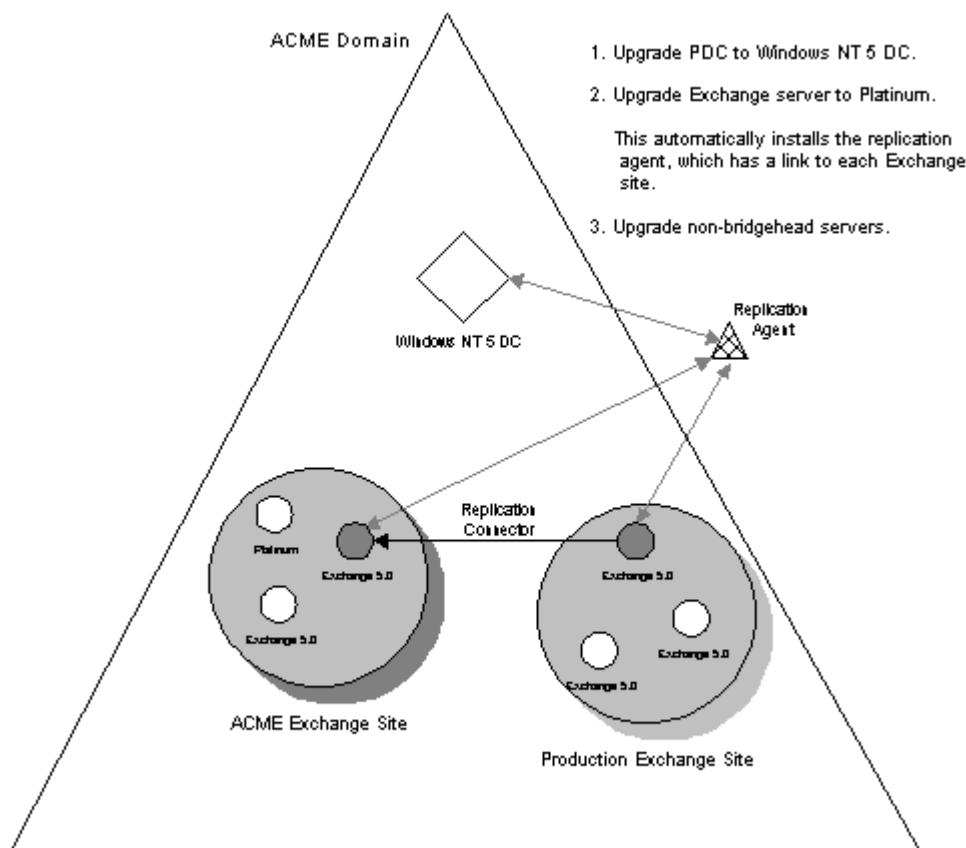 ACME Domain
1. Upgrade PDC to Windows NT 5 DC.
2. Upgrade Exchange server to Platinum.
This automatically installs the replication
agent, which has a link to each Exchange
site.
3. Upgrade non-bridgehead servers.
Replication
Agent
Windows NT 5 DC
Replication
Connector
Platinum
Exchange 5.0
Exchange 5.0
Exchange 5.0
Exchange 5.0
Exchange 5.0
ACME Exchange Site
Production Exchange Site